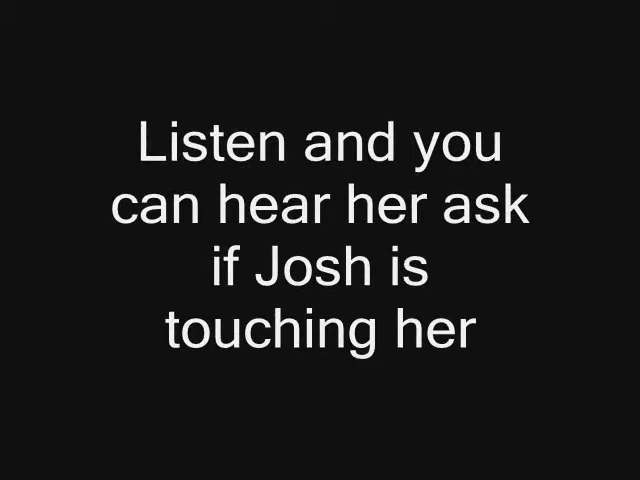 Listen and you
can hear her ask
if Josh is
touching her